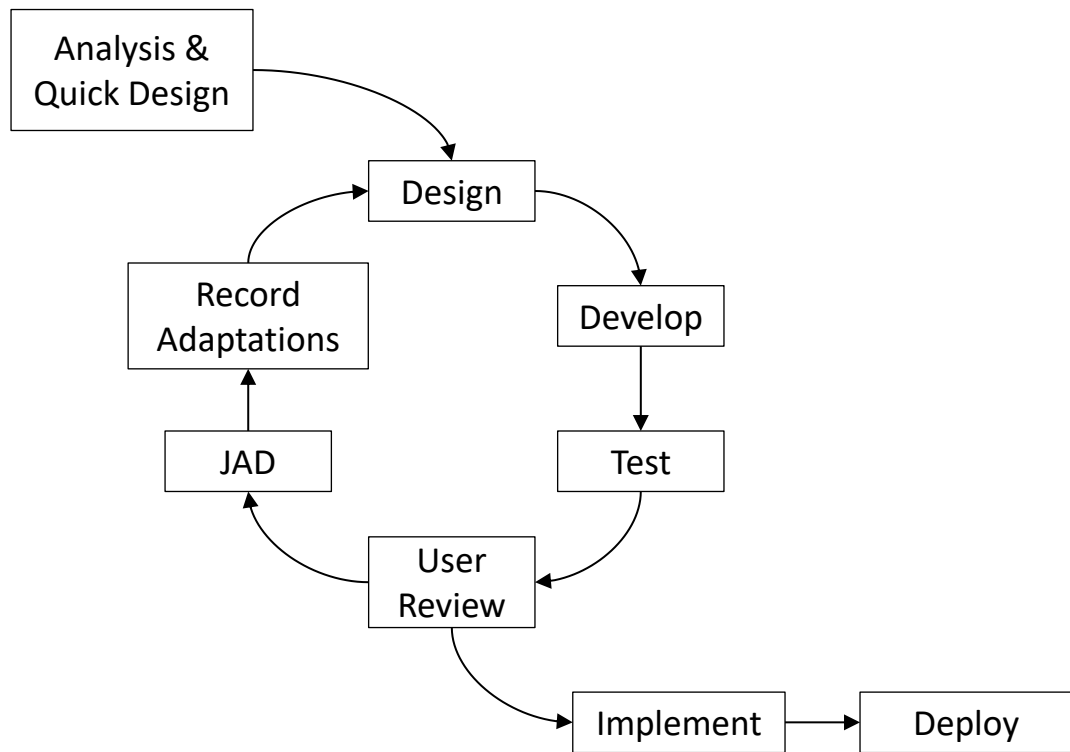 Analysis &
Quick Design
Design
Record
Adaptations
Develop
JAD
Test
User
Review
Implement
Deploy